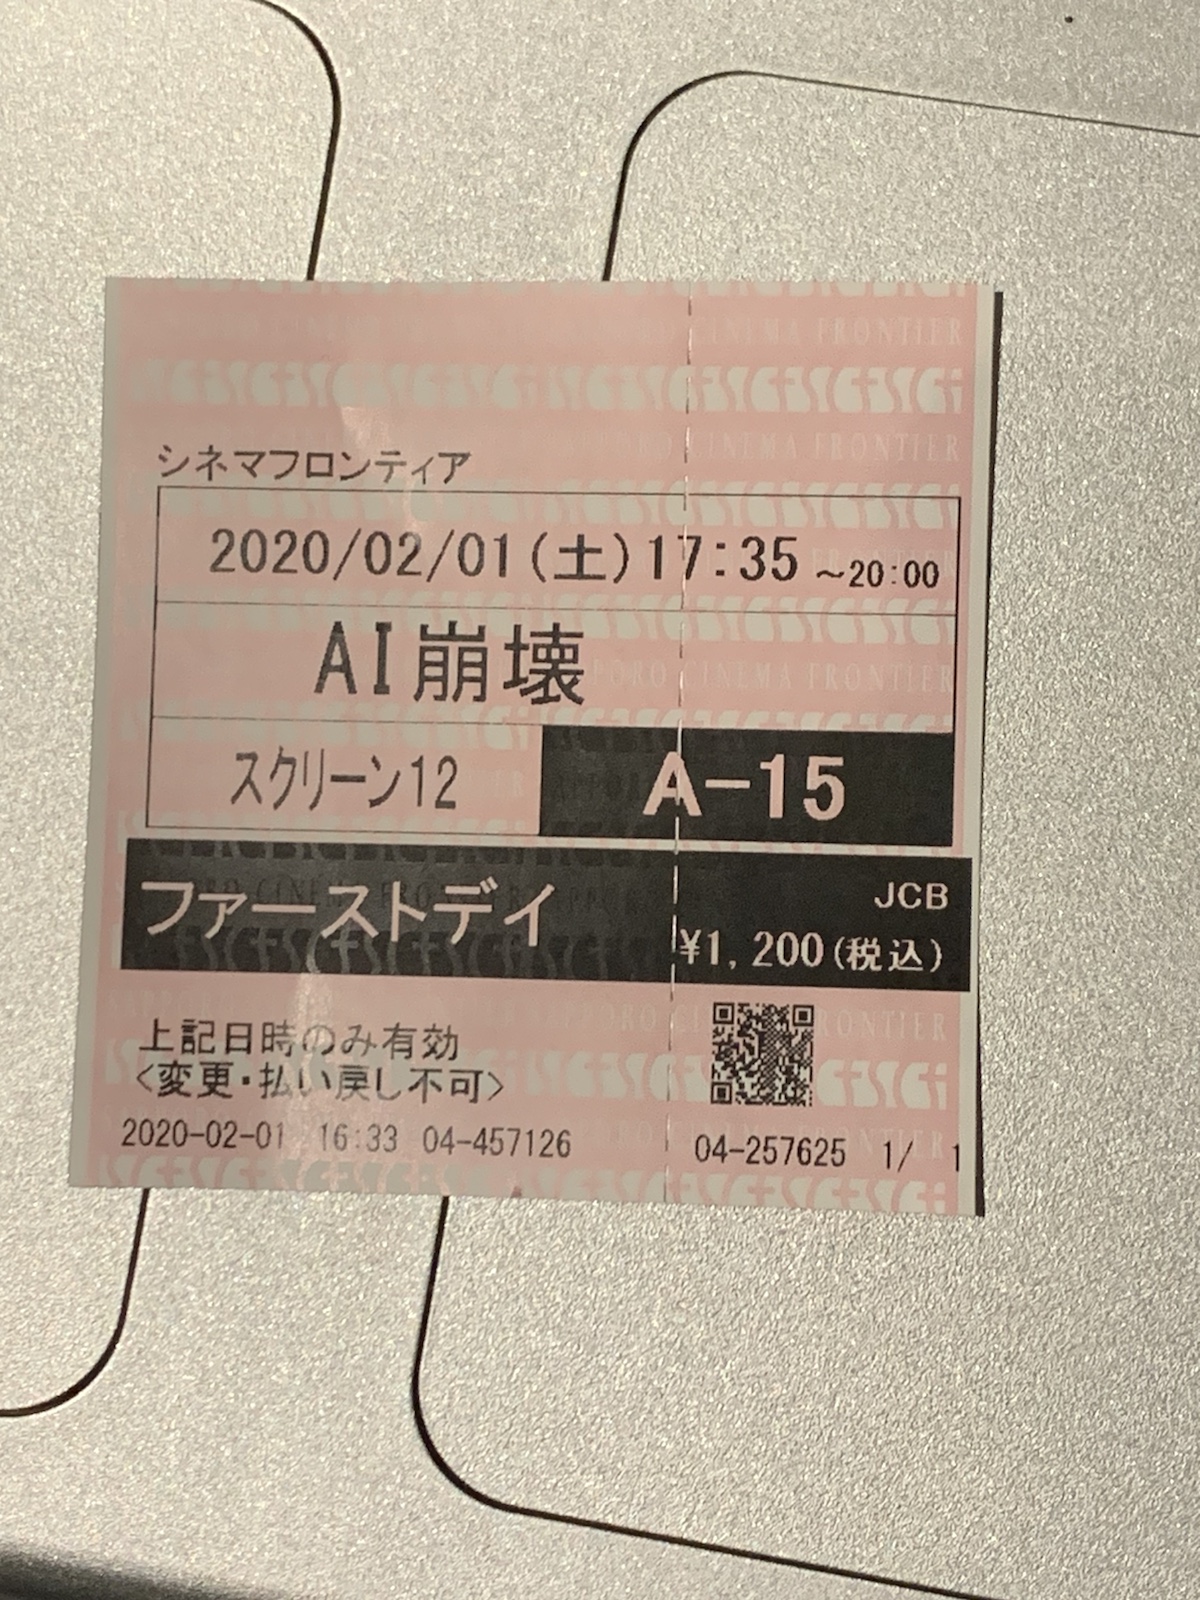 シネマフロンティア
2020/02/01(土)17:35 ~20:00
AI崩壊
スクリーン12 A-15
ファーストデイ JCB
¥1,200(税込)
上記日時のみ有効
<変更・払い戻し不可>
2020-02-01 16:33 04-457126 04-257625 1/ 1
SAPPORO CINEMA FRONTIER